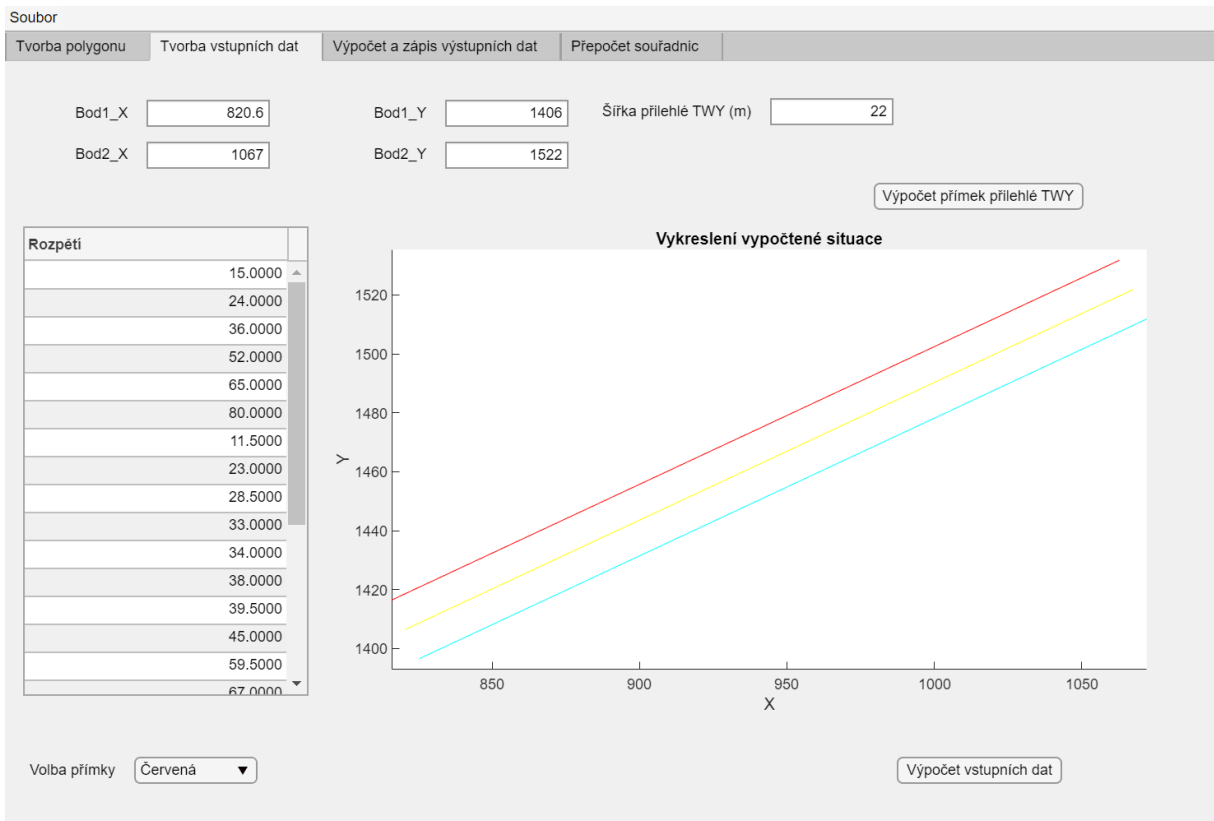 Soubor
Tvorba polygonu Tvorba vstupních dat Výpočet a zápis výstupních dat Přepočet souřadnic
Bod1_X 820.6 Bod1_Y 1406 Šířka přilehlé TWY (m) 22
Bod2_X 1067 Bod2_Y 1522
Výpočet přímek přilehlé TWY
Rozpětí
15.0000
24.0000
36.0000
52.0000
65.0000
80.0000
11.5000
23.0000
28.5000
33.0000
34.0000
38.0000
39.5000
45.0000
59.5000
67.0000
Vykreslení vypočtené situace
1520
1500
1480
1460
1440
1420
1400
Y
850 900 950 1000 1050
X
Volba přímky Červená
Výpočet vstupních dat